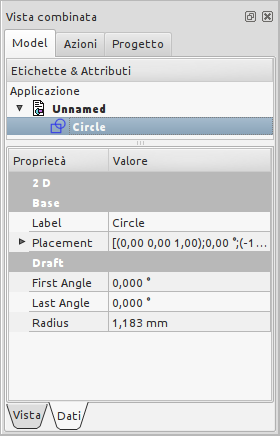 Vista combinata
Model Azioni Progetto
Etichette & Attributi
Applicazione
Unnamed
Circle
Proprietà Valore
2 D
Base
Label Circle
Placement [(0,00 0,00 1,00);0,00 °;(-1 ...
Draft
First Angle 0,000 °
Last Angle 0,000 °
Radius 1,183 mm
Vista Dati